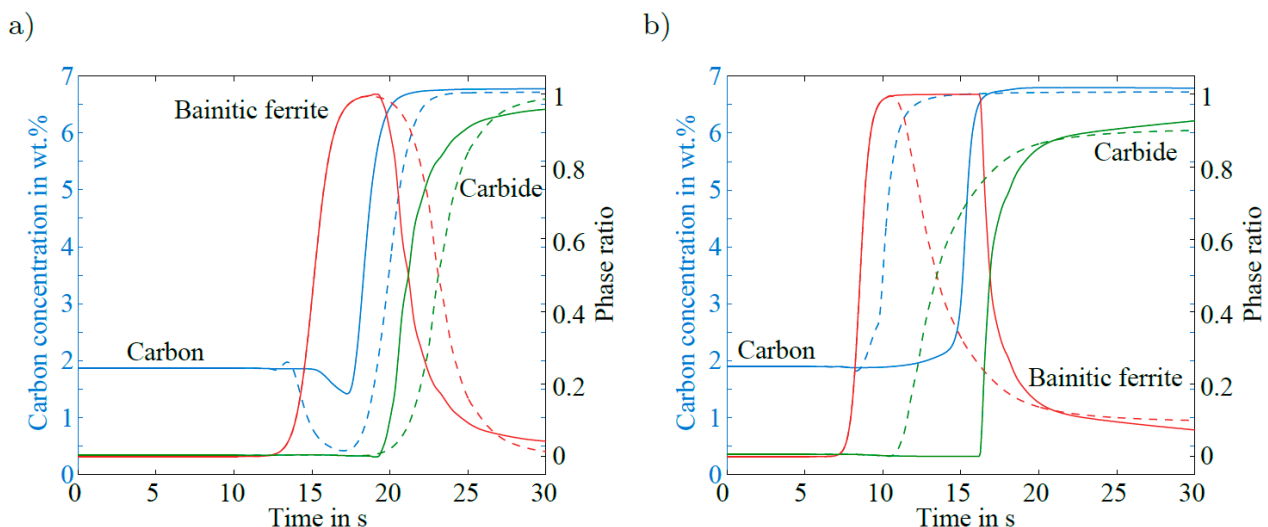 a)
Carbon concentration in wt.%
7
6
5
4
3
2
1
0
Bainitic ferrite
Carbide
Carbon
1
0.8
0.6
0.4
0.2
0
Phase ratio
0 5 10 15 20 25 30
Time in s
b)
Carbon concentration in wt.%
7
6
5
4
3
2
1
0
Carbide
Carbon
Bainitic ferrite
1
0.8
0.6
0.4
0.2
0
Phase ratio
0 5 10 15 20 25 30
Time in s